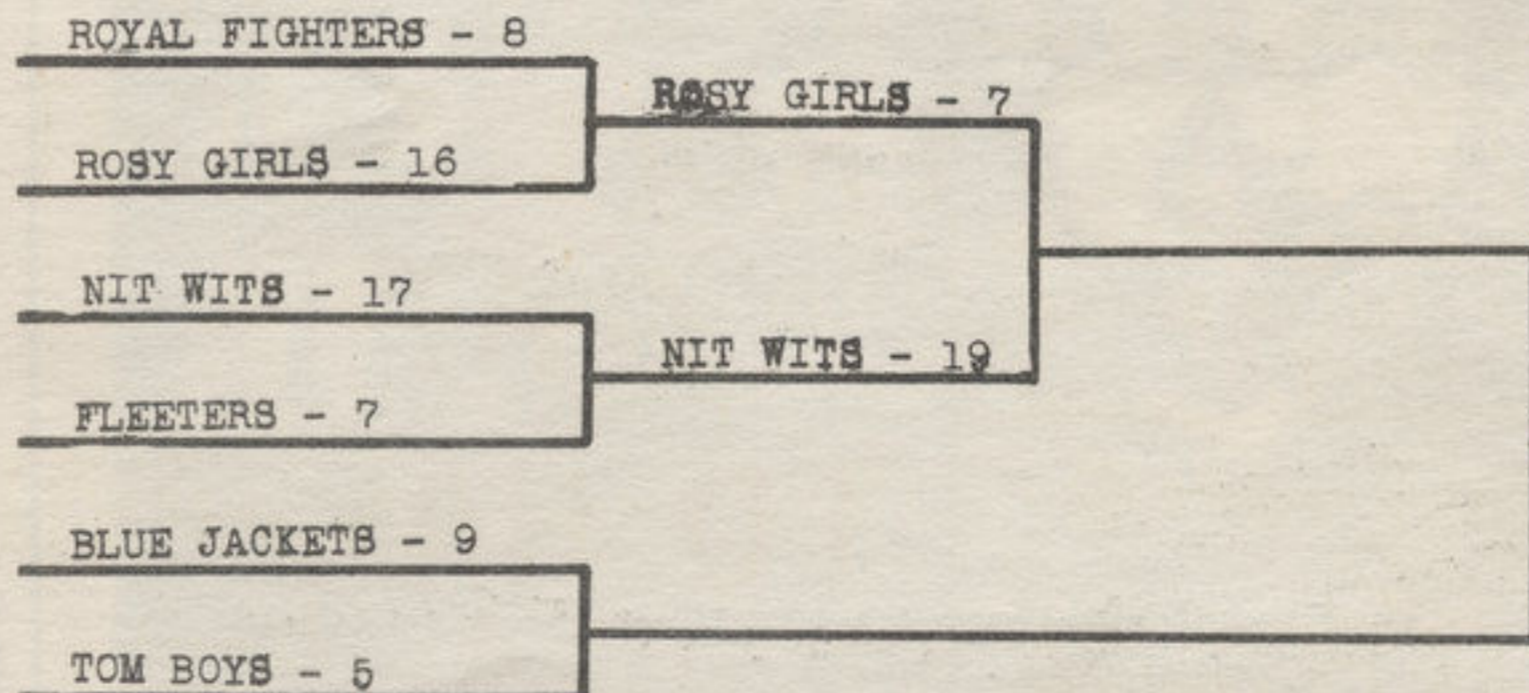 ROYAL FIGHTERS - 8
ROSY GIRLS - 7
ROSY GIRLS - 16
NIT WITS - 17
NIT WITS - 19
FLEETERS - 7
BLUE JACKETS - 9
TOM BOYS - 5